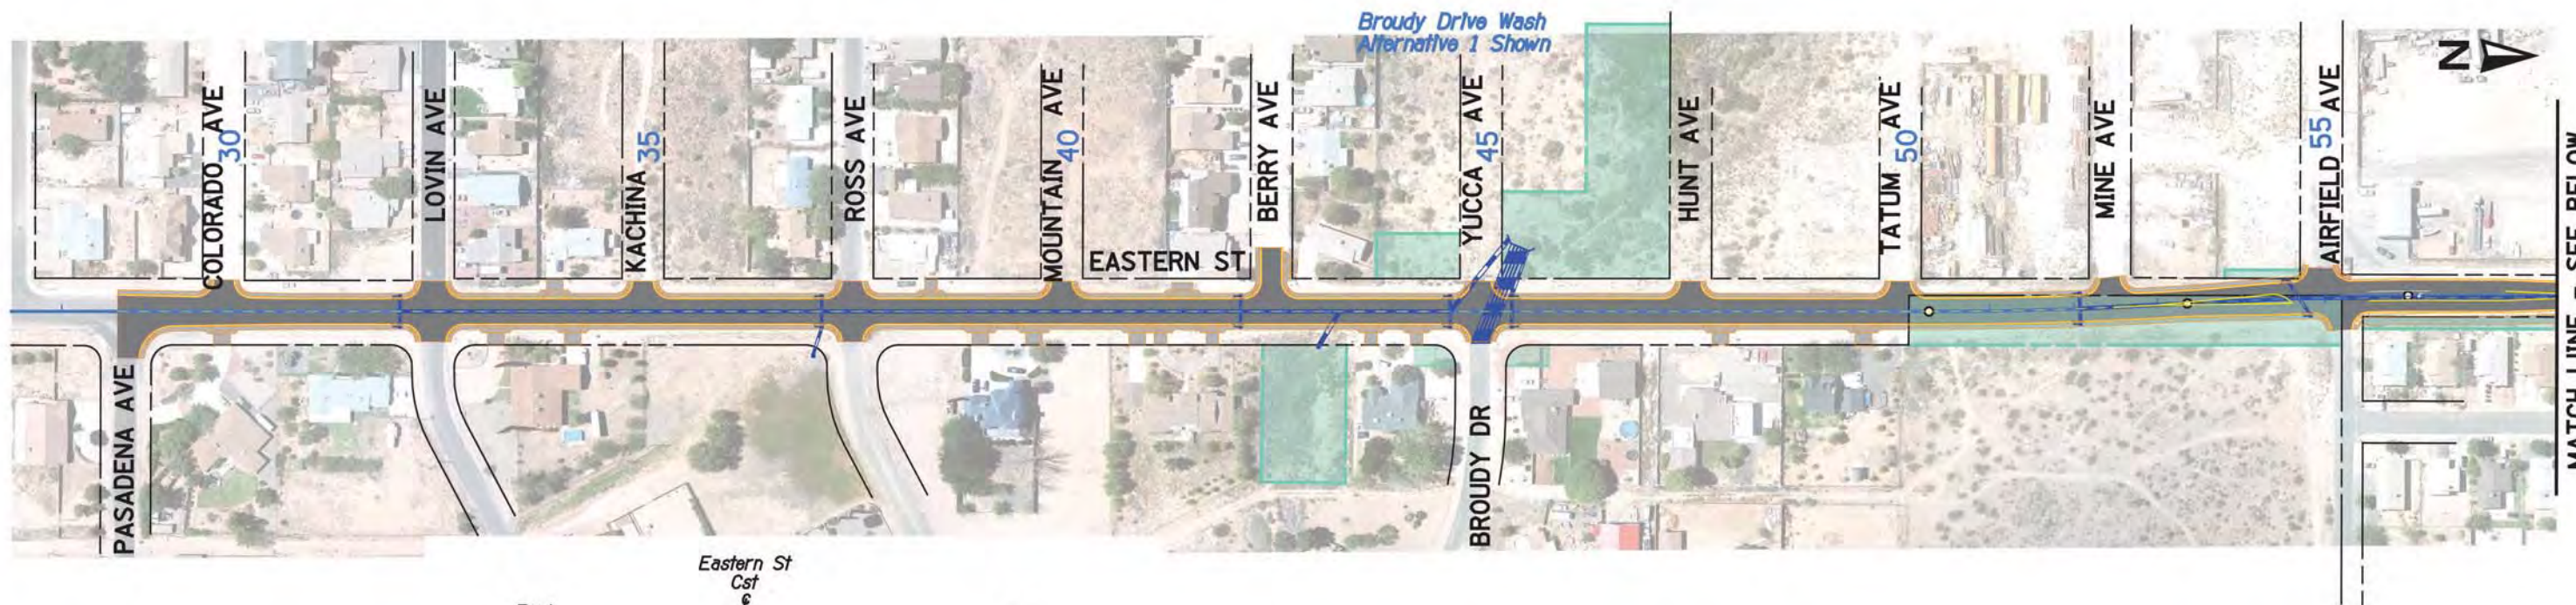 Broudy Drive Wash
Alternative 1 Shown
N
COLORADO AVE
30
LOVIN AVE
KACHINA
35
ROSS AVE
MOUNTAIN AVE
40
BERRY AVE
YUCCA AVE
45
HUNT AVE
TATUM AVE
50
MINE AVE
AIRFIELD AVE
55
EASTERN ST
PASADENA AVE
BROUDY DR
MATCH LINE - SEE BELOW
Eastern St
Cst
℄